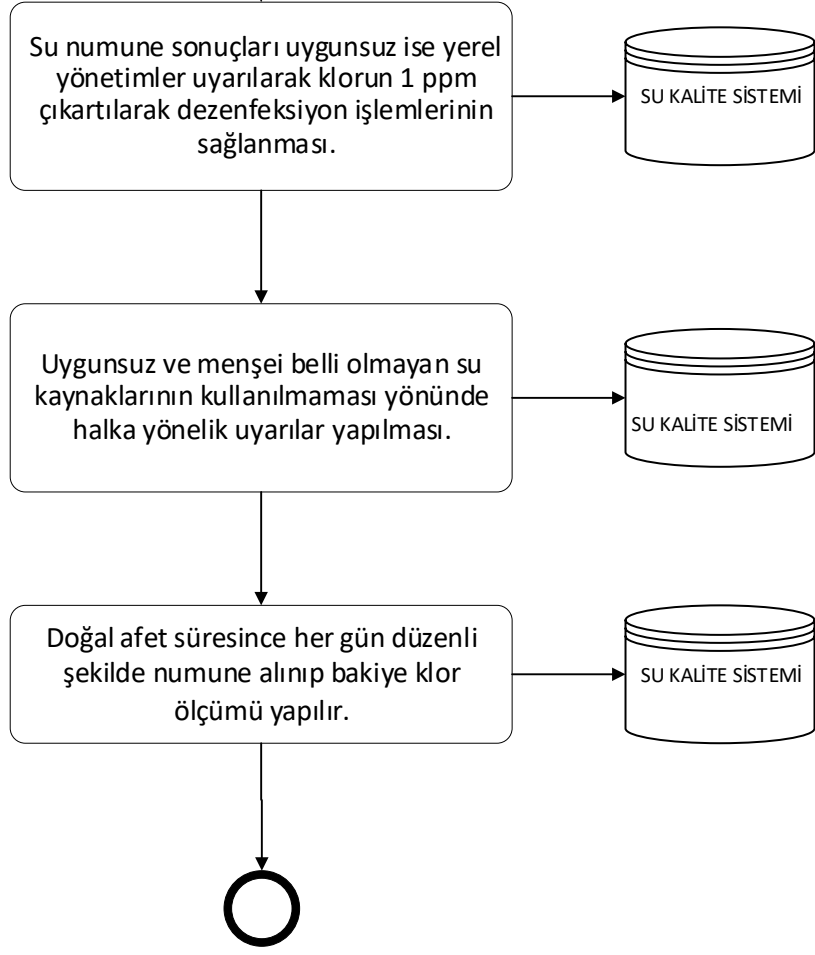 Su numune sonuçları uygunsuz ise yerel
yönetimler uyarılarak klorun 1 ppm
çıkartılarak dezenfeksiyon işlemlerinin
sağlanması.
SU KALİTE SİSTEMİ
Uygunsuz ve menşei belli olmayan su
kaynaklarının kullanılmaması yönünde
halka yönelik uyarılar yapılması.
SU KALİTE SİSTEMİ
Doğal afet süresince her gün düzenli
şekilde numune alınıp bakiye klor
ölçümü yapılır.
SU KALİTE SİSTEMİ